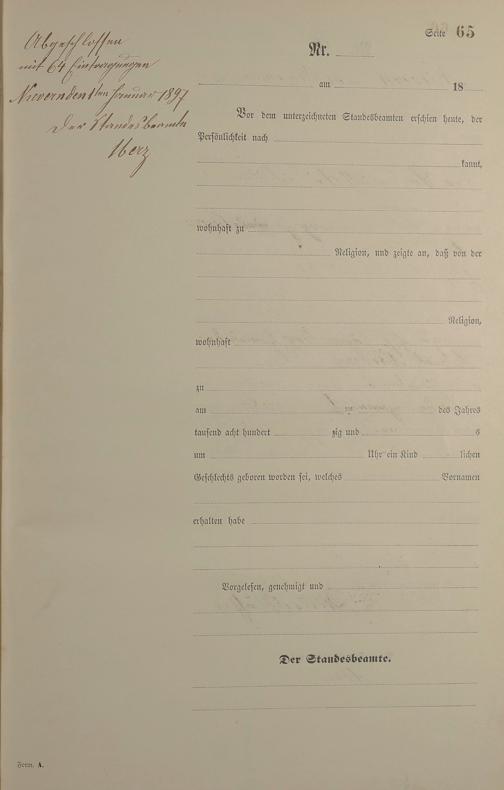 Seite 65
Abgeschlossen
mit 64 Eintragungen
Nievern den 1ten Januar 1897
Der Standesbeamte
Nr.
am 18
Vor dem unterzeichneten Standesbeamten erschien heute, der
Persönlichkeit nach
kannt,
wohnhaft zu
Religion, und zeigte an, daß von der
Religion,
wohnhaft
zu
am des Jahres
tausend acht hundert zig und s
um Uhr ein Kind lichen
Geschlechts geboren worden sei, welches Vornamen
erhalten habe
Vorgelesen, genehmigt und
Der Standesbeamte.
Form. A.